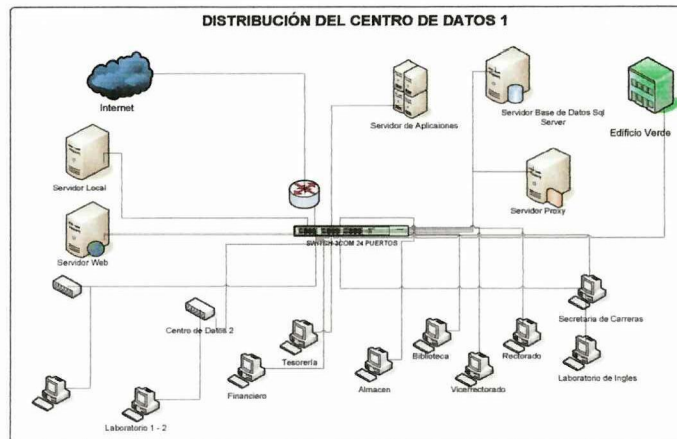 DISTRIBUCIÓN DEL CENTRO DE DATOS 1
Internet
Servidor de Aplicaiones
Servidor Base de Datos Sql
Server
Edificio Verde
Servidor Local
Servidor Proxy
Servidor Web
SWITSH 3COM 24 PUERTOS
Centro de Datos 2
Secretaria de Carreras
Tesorería
Biblioteca
Rectorado
Financiero
Almacen
Vicerrectorado
Laboratorio de Ingles
Laboratorio 1 - 2